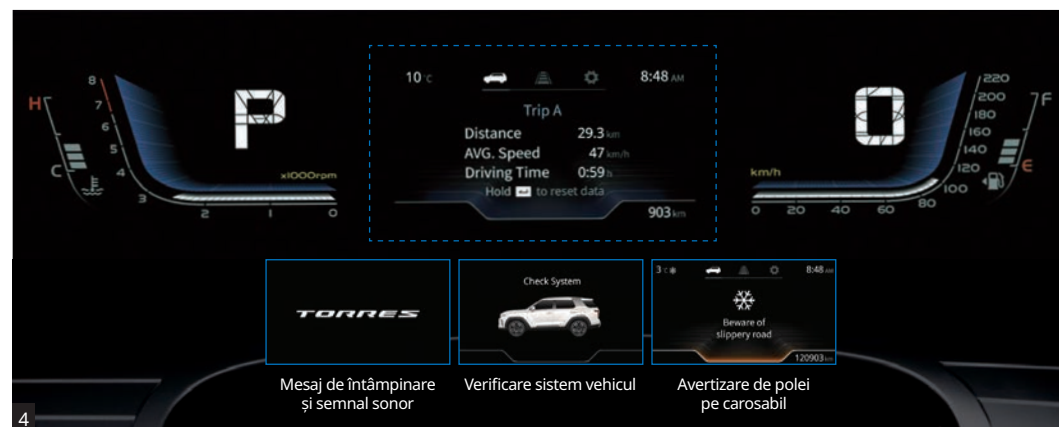 10 °C
8:48 AM
Trip A
Distance 29.3 km
AVG. Speed 47 km/h
Driving Time 0:59 h
Hold to reset data
903 km
H
C
8
7
6
5
4
3
2
1
0
x1000rpm
P
0
km/h
0
20
40
60
80
100
120
140
160
180
200
220
F
E
TORRES
Check System
3 °C
8:48 AM
Beware of
slippery road
120903 km
Mesaj de întâmpinare
și semnal sonor
Verificare sistem vehicul
Avertizare de polei
pe carosabil
4